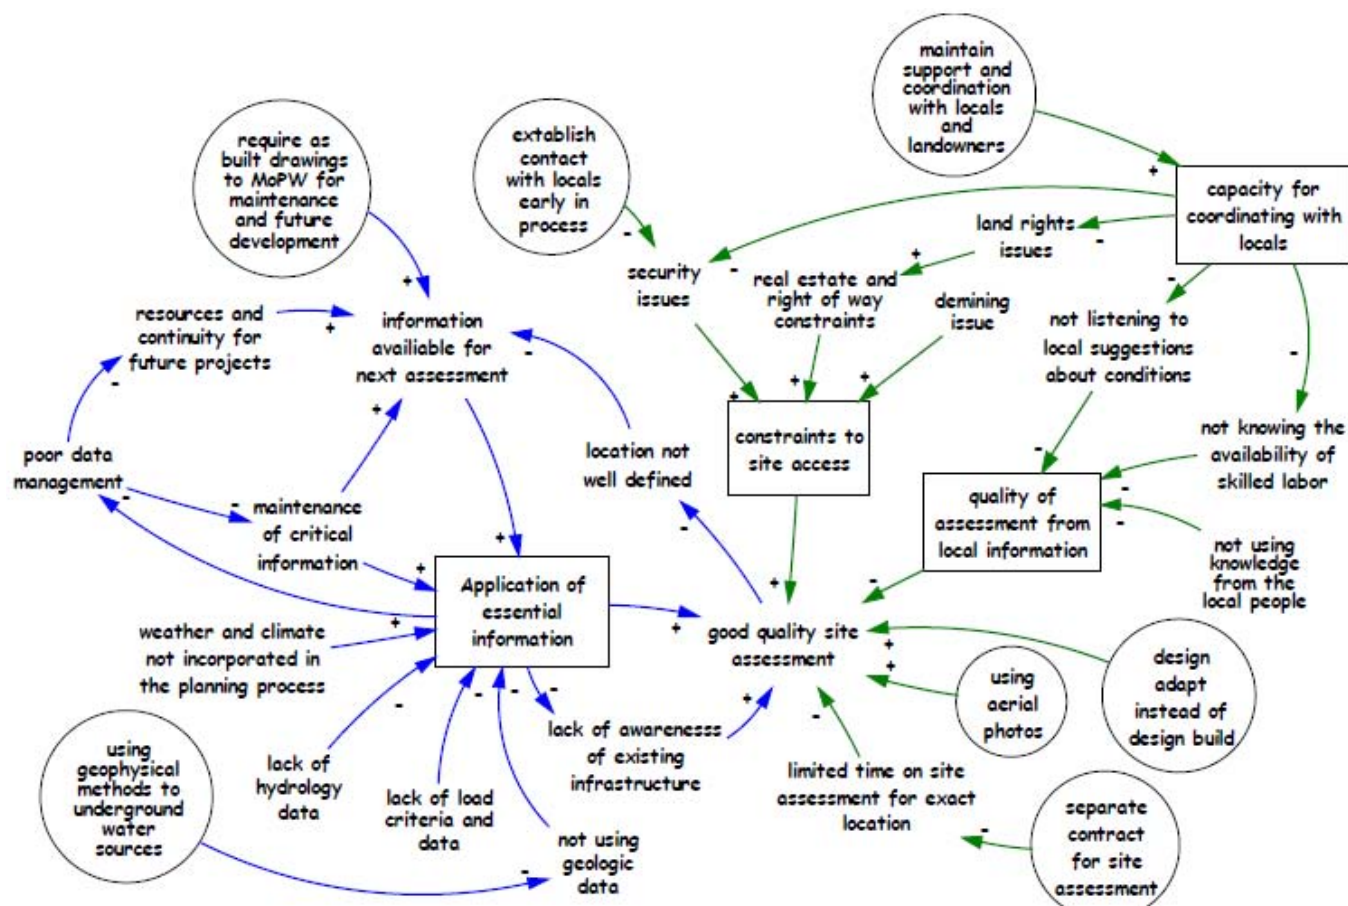 maintain
support and
coordination
with locals
and
landowners
require as
built drawings
to MoPW for
maintenance
and future
development
extablish
contact
with locals
early in
process
capacity for
coordinating with
locals
land rights
issues
security
issues
real estate and
right of way
constraints
demining
issue
resources and
continuity for
future projects
information
availiable for
next assessment
not listening to
local suggestions
about conditions
poor data
management
location not
well defined
constraints to
site access
not knowing the
availability of
skilled labor
maintenance
of critical
information
quality of
assessment from
local information
not using
knowledge
from the
local people
Application of
essential
information
weather and climate
not incorporated in
the planning process
good quality site
assessment
design
adapt
instead of
design build
using
aerial
photos
lack of awarenesss
of existing
infrastructure
using
geophysical
methods to
underground
water
sources
lack of
hydrology
data
lack of load
criteria and
data
limited time on site
assessment for exact
location
not using
geologic
data
separate
contract
for site
assessment